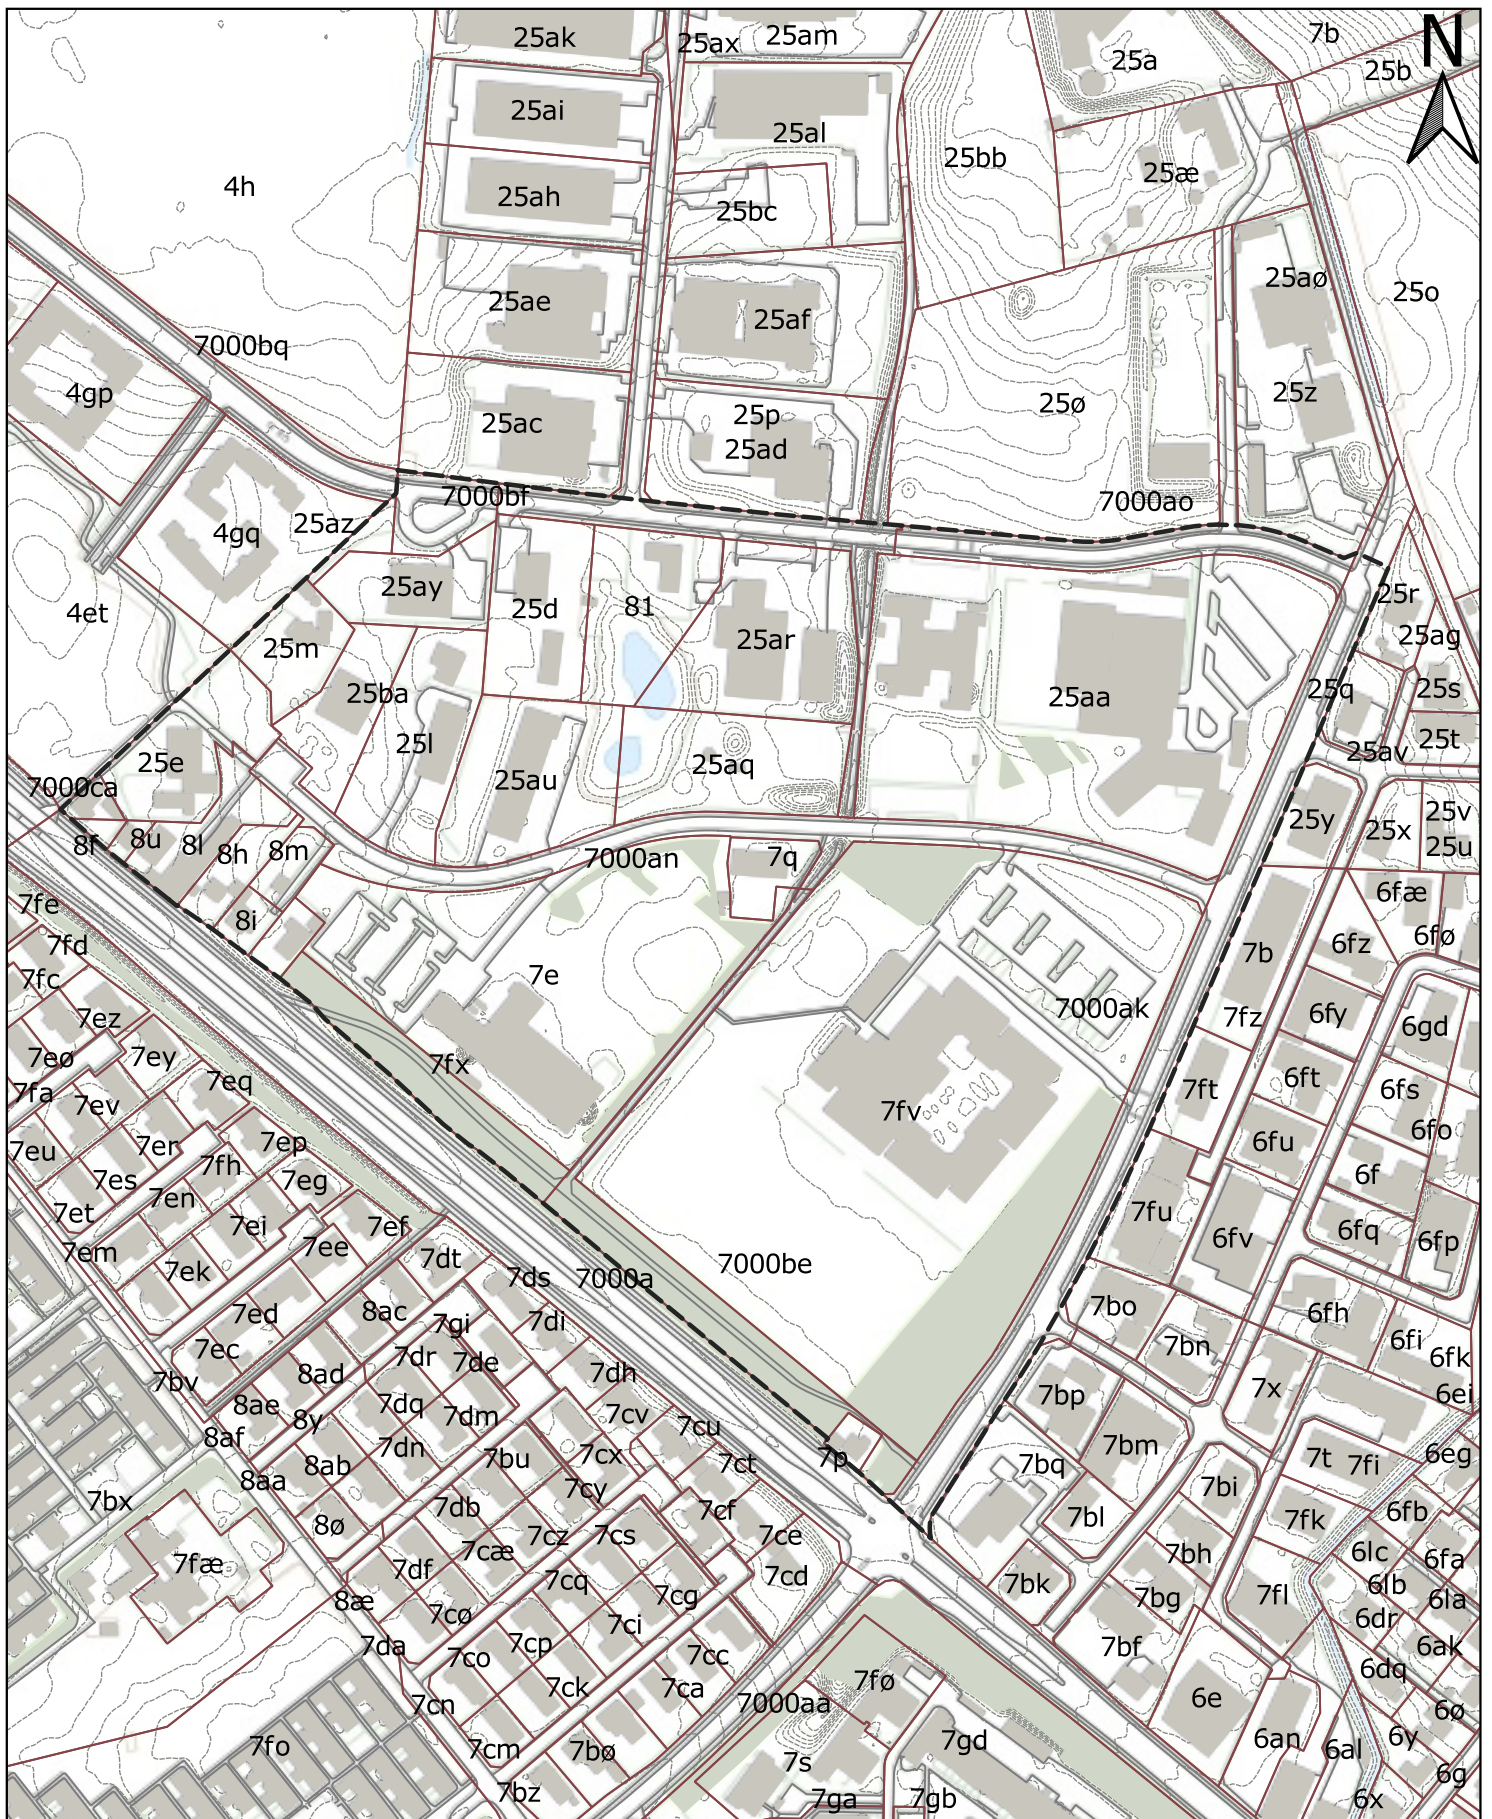 25ak
25ax
25am
7b
N
25a
25b
25ai
25al
25bb
25æ
4h
25ah
25bc
25ae
25af
25aø
25o
7000bq
4gp
25ac
25p
25ad
25ø
25z
7000bf
7000ao
4gq
25az
25ay
25d
81
25ar
25r
25ag
4et
25m
25ba
25aa
25q
25s
25l
25au
25aq
25av
25t
25e
7000ca
8f
8u
8l
8h
8m
7000an
7q
25y
25x
25v
25u
7fe
7fd
7fc
8i
7e
6fæ
6fø
6fz
7b
7ez
7000ak
7fz
6fy
6gd
7eø
7ey
7fx
7fa
7ev
7eq
7fv
7ft
6ft
6fs
7eu
7er
7ep
7fh
6fu
6fo
7es
7en
7eg
6f
7et
7em
7ei
7ef
7fu
6fv
6fq
6fp
7ek
7ee
7dt
7ds
7000a
7000be
7ed
8ac
7gi
7di
7bo
6fh
7ec
7dr
7de
7bn
6fi
6fk
7bv
8ad
7dh
7x
6ei
8ae
8y
7dq
7dm
7cv
7cu
7bp
8af
7dn
7bu
7cx
7ct
7p
7bm
7t
7fi
6eg
8aa
8ab
7bq
7bx
7db
7cy
7cf
7bi
8ø
7cz
7cs
7ce
7bl
7fk
6fb
7fæ
7cæ
7df
7cq
7cd
7bh
6lc
6fa
8æ
7cø
7cg
7bk
7bg
7fl
6lb
6la
7ci
6dr
7da
7co
7cp
7cc
7bf
6ak
7cn
7ck
7ca
7fø
7000aa
6e
6dq
6ø
7fo
7cm
7bø
7gd
6an
6al
6y
7bz
7s
6g
7ga
7gb
6x